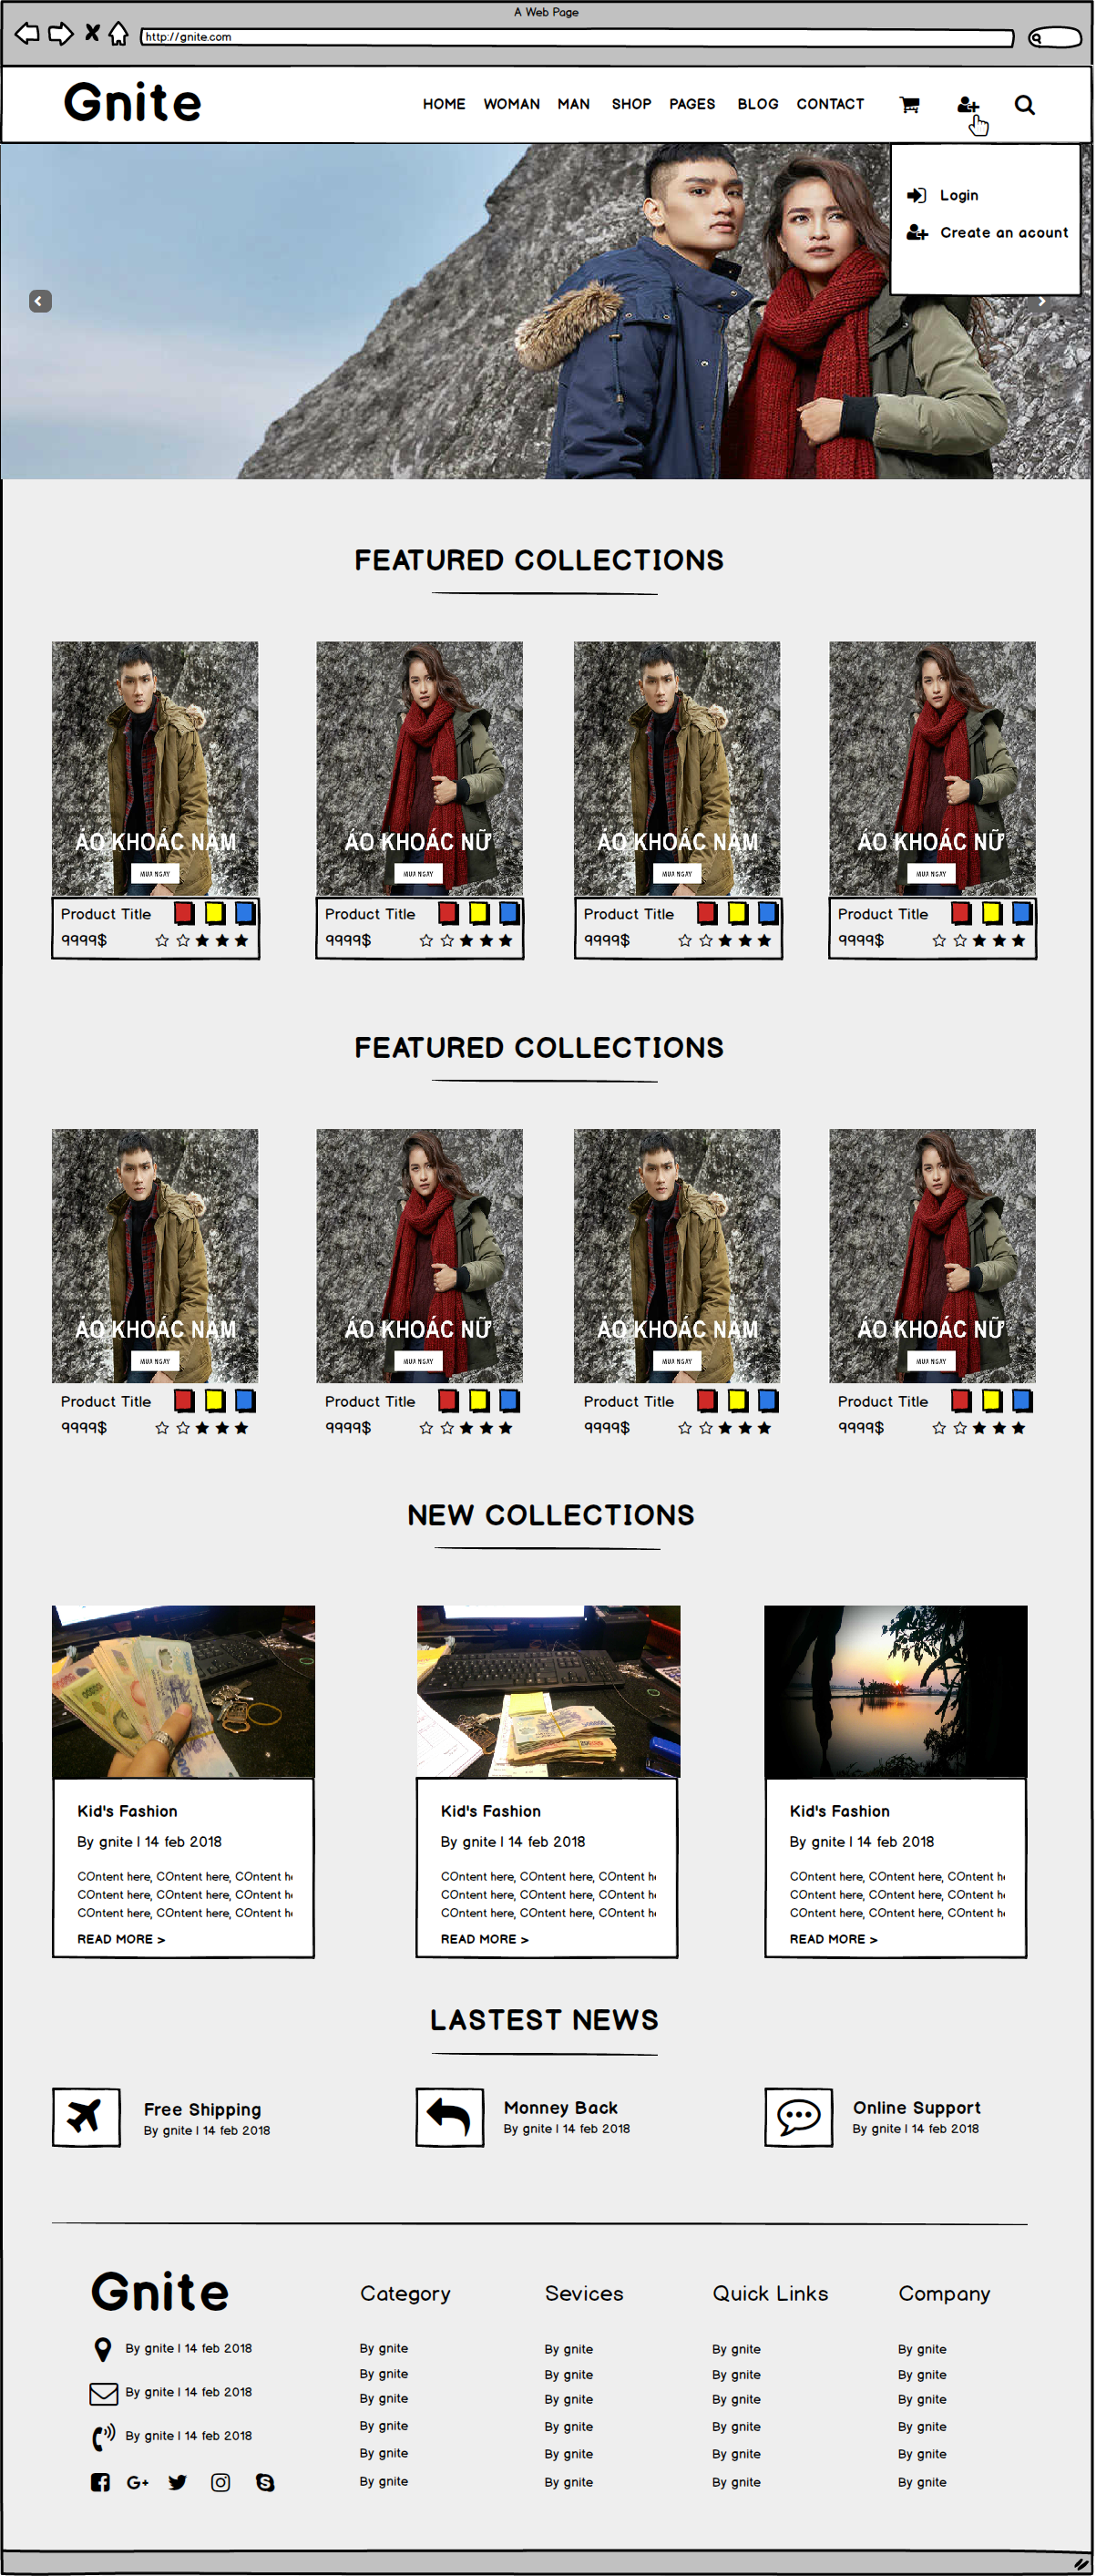 A Web Page
http://gnite.com
Gnite
HOME WOMAN MAN SHOP PAGES BLOG CONTACT
Login
Create an acount
FEATURED COLLECTIONS
ÁO KHOÁC NAM ÁO KHOÁC NỮ ÁO KHOÁC NAM ÁO KHOÁC NỮ
MUA NGAY MUA NGAY MUA NGAY MUA NGAY
Product Title Product Title Product Title Product Title
9999$ 9999$ 9999$ 9999$
FEATURED COLLECTIONS
ÁO KHOÁC NAM ÁO KHOÁC NỮ ÁO KHOÁC NAM ÁO KHOÁC NỮ
MUA NGAY MUA NGAY MUA NGAY MUA NGAY
Product Title Product Title Product Title Product Title
9999$ 9999$ 9999$ 9999$
NEW COLLECTIONS
Kid's Fashion
By gnite | 14 feb 2018
COntent here, COntent here, COntent he
COntent here, COntent here, COntent he
COntent here, COntent here, COntent he
READ MORE >
Kid's Fashion
By gnite | 14 feb 2018
COntent here, COntent here, COntent he
COntent here, COntent here, COntent he
COntent here, COntent here, COntent he
READ MORE >
Kid's Fashion
By gnite | 14 feb 2018
COntent here, COntent here, COntent he
COntent here, COntent here, COntent he
COntent here, COntent here, COntent he
READ MORE >
LASTEST NEWS
Free Shipping
By gnite | 14 feb 2018
Monney Back
By gnite | 14 feb 2018
Online Support
By gnite | 14 feb 2018
Gnite
By gnite | 14 feb 2018
By gnite | 14 feb 2018
By gnite | 14 feb 2018
Category
By gnite
By gnite
By gnite
By gnite
By gnite
By gnite
Sevices
By gnite
By gnite
By gnite
By gnite
By gnite
By gnite
Quick Links
By gnite
By gnite
By gnite
By gnite
By gnite
By gnite
Company
By gnite
By gnite
By gnite
By gnite
By gnite
By gnite